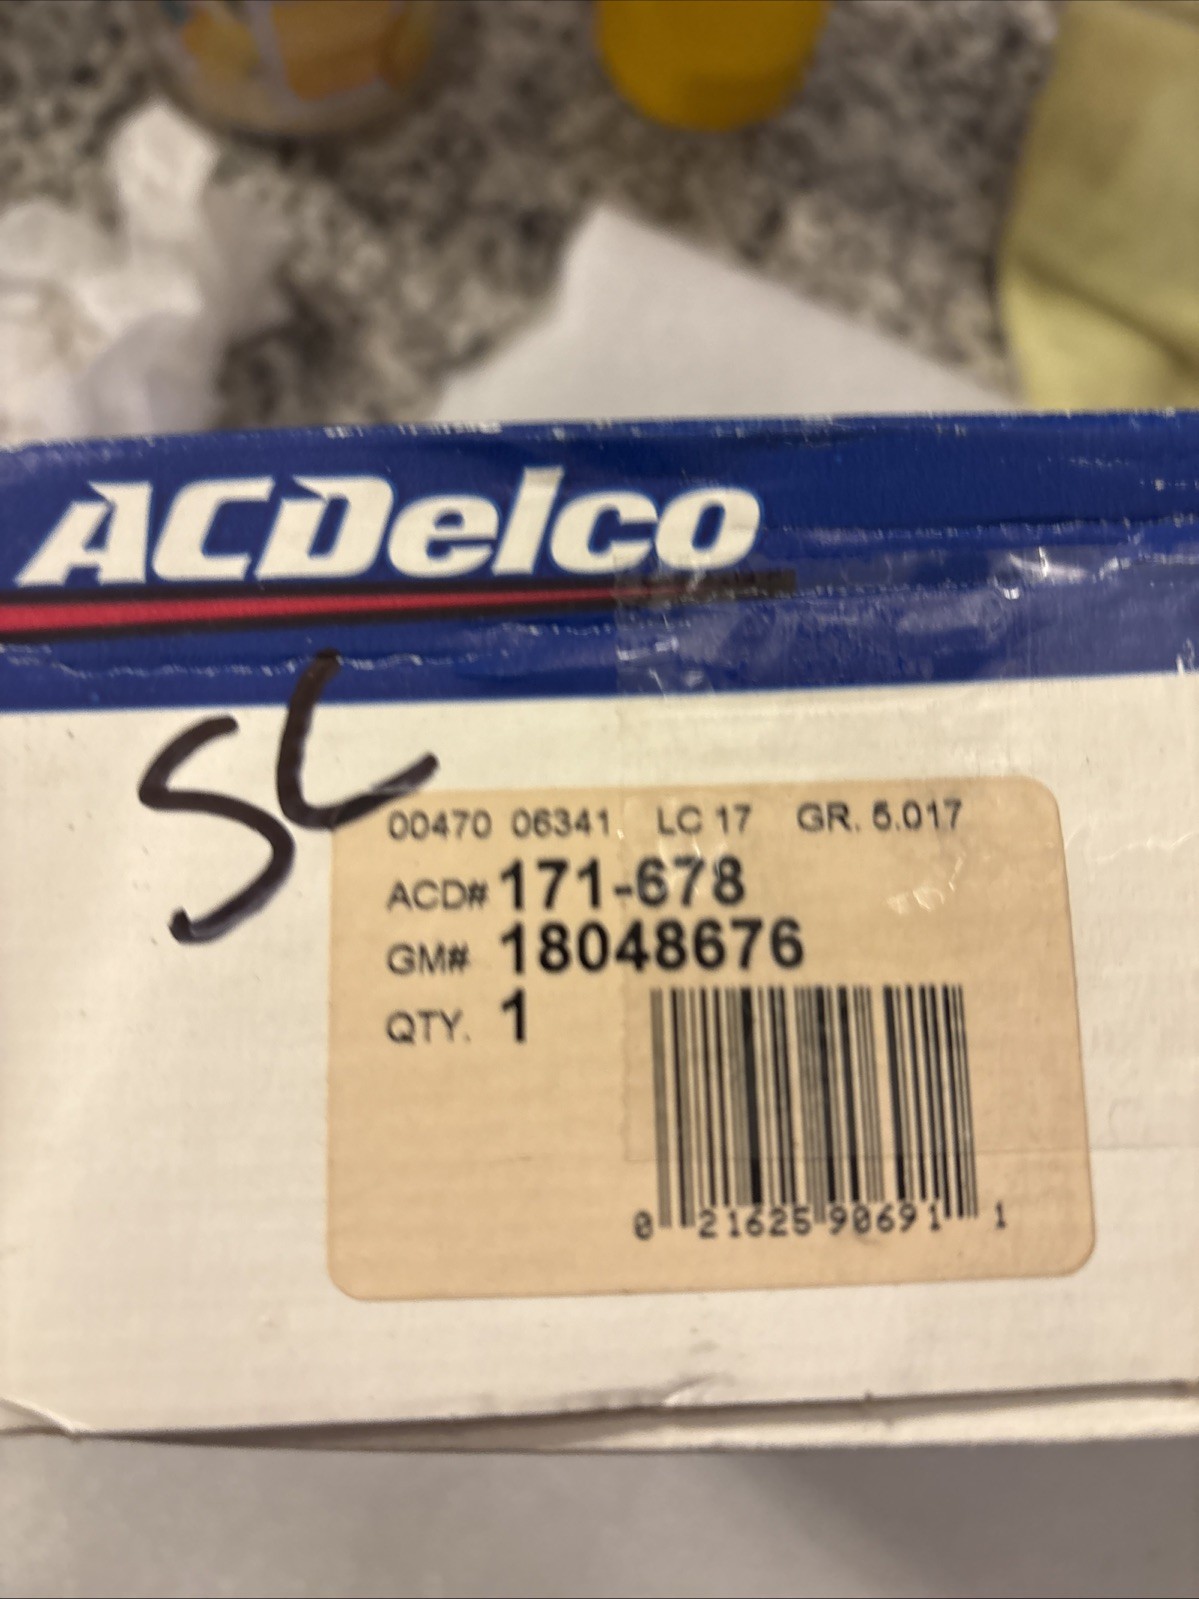 ACDelco
SL
00470 06341 LC 17 GR. 5.017
ACD# 171-678
GM# 18048676
QTY. 1
0 21625 90691 1